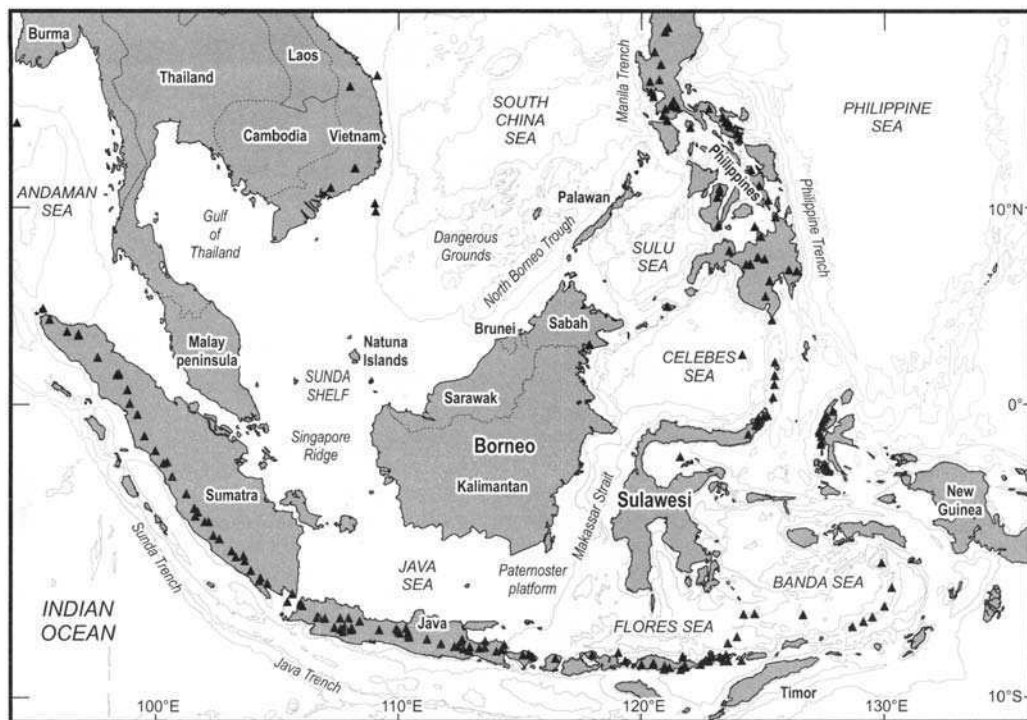 Burma
Laos
Thailand
Cambodia
Vietnam
SOUTH
CHINA
SEA
Manila Trench
PHILIPPINE
SEA
ANDAMAN
SEA
Gulf
of
Thailand
Philippines
Philippine Trench
Palawan
10°N
Dangerous
Grounds
North Borneo Trough
SULU
SEA
Malay
peninsula
Natuna
Islands
Brunei
Sabah
CELEBES
SEA
SUNDA
SHELF
Sarawak
0°
Singapore
Ridge
Borneo
Kalimantan
Sumatra
Makassar Strait
Sulawesi
New
Guinea
Sunda Trench
JAVA
SEA
Paternoster
platform
BANDA SEA
INDIAN
OCEAN
Java
FLORES SEA
Java Trench
Timor
10°S
100°E
110°E
120°E
130°E